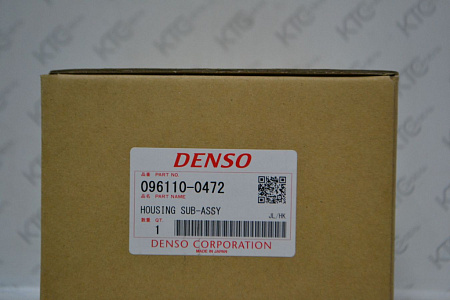 DENSO
品番 PART NO.
096110-0472
品名 PART NAME
HOUSING SUB-ASSY
数量 QT.
JL/HK
1
DENSO CORPORATION
MADE IN JAPAN
KTC